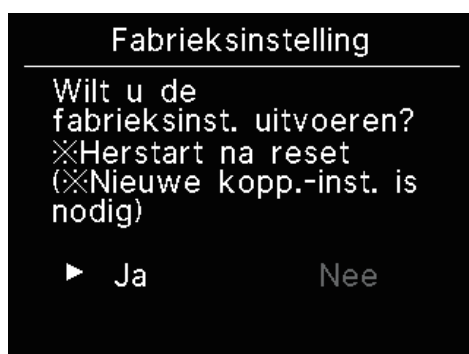 Fabrieksinstelling
Wilt u de
fabrieksinst. uitvoeren?
※Herstart na reset
(※Nieuwe kopp.-inst. is
nodig)
► Ja Nee